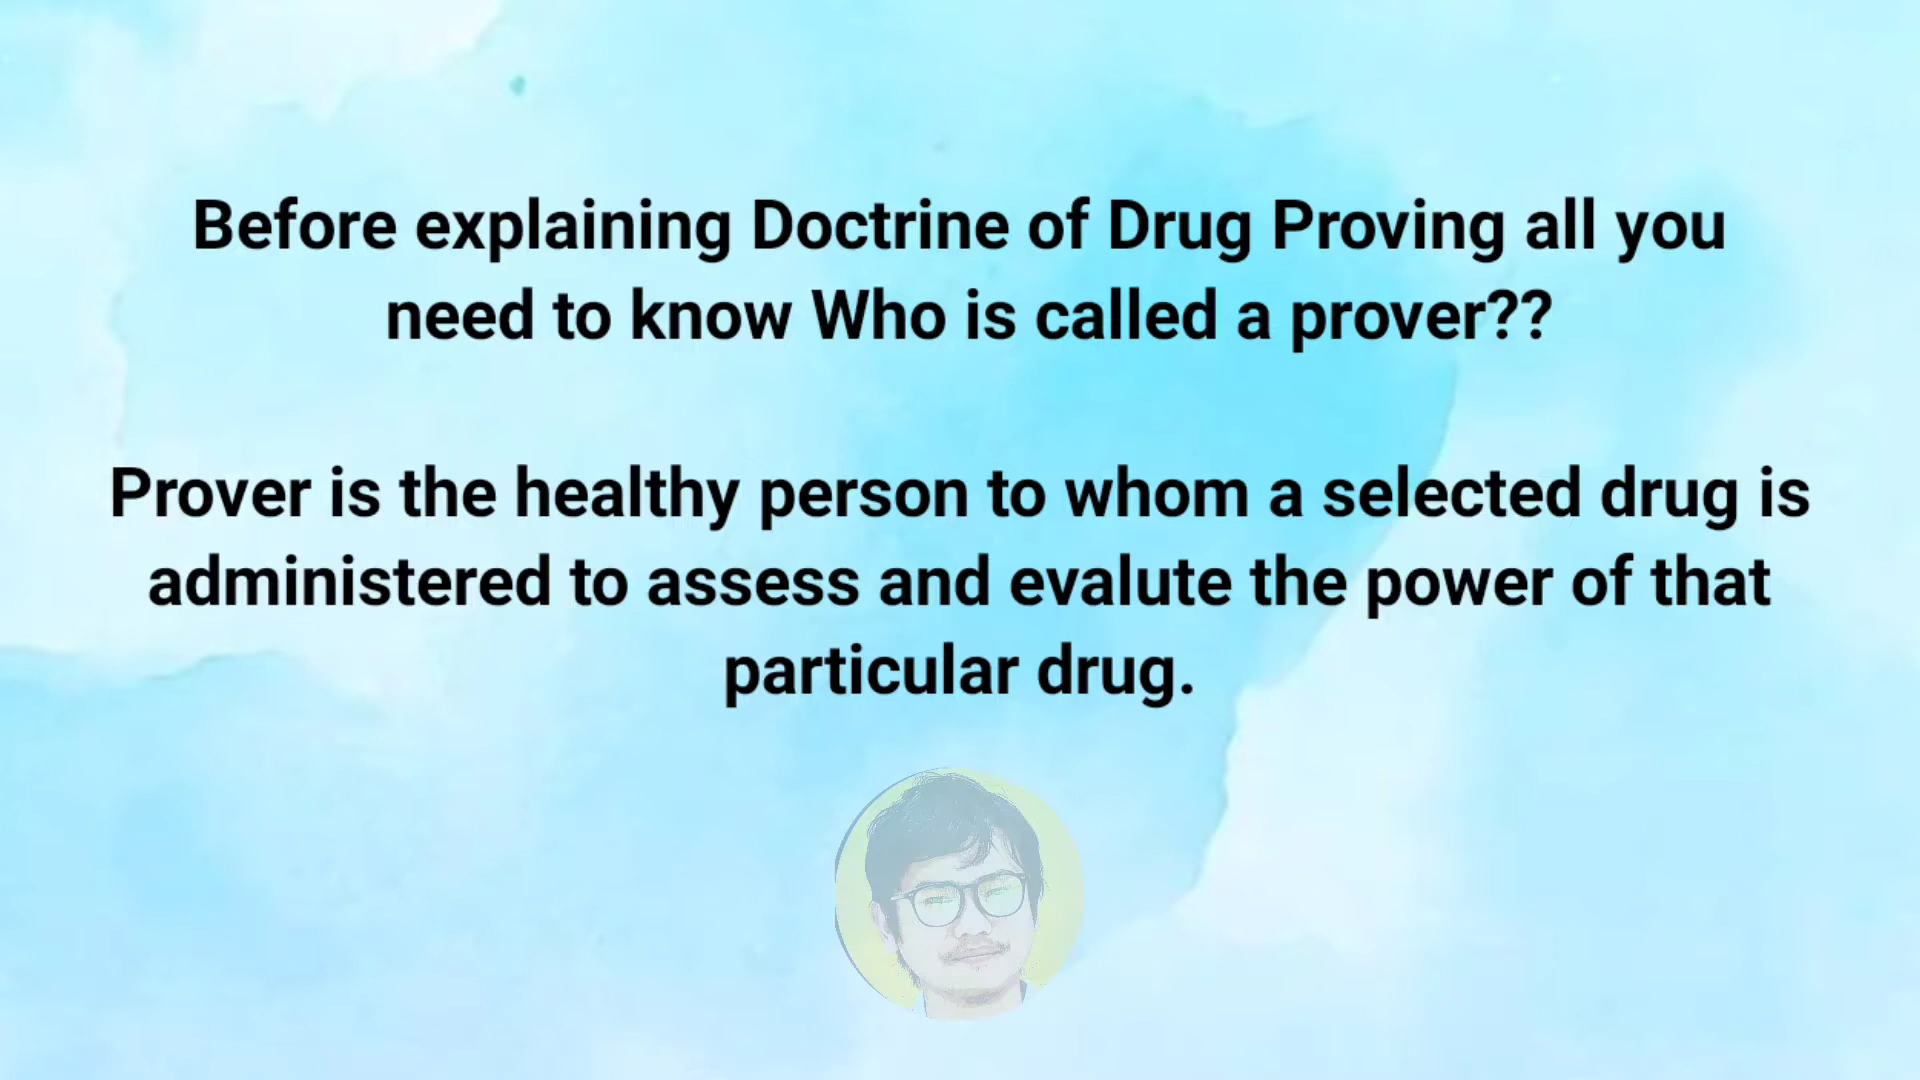 Before explaining Doctrine of Drug Proving all you
need to know Who is called a prover??
Prover is the healthy person to whom a selected drug is
administered to assess and evalute the power of that
particular drug.